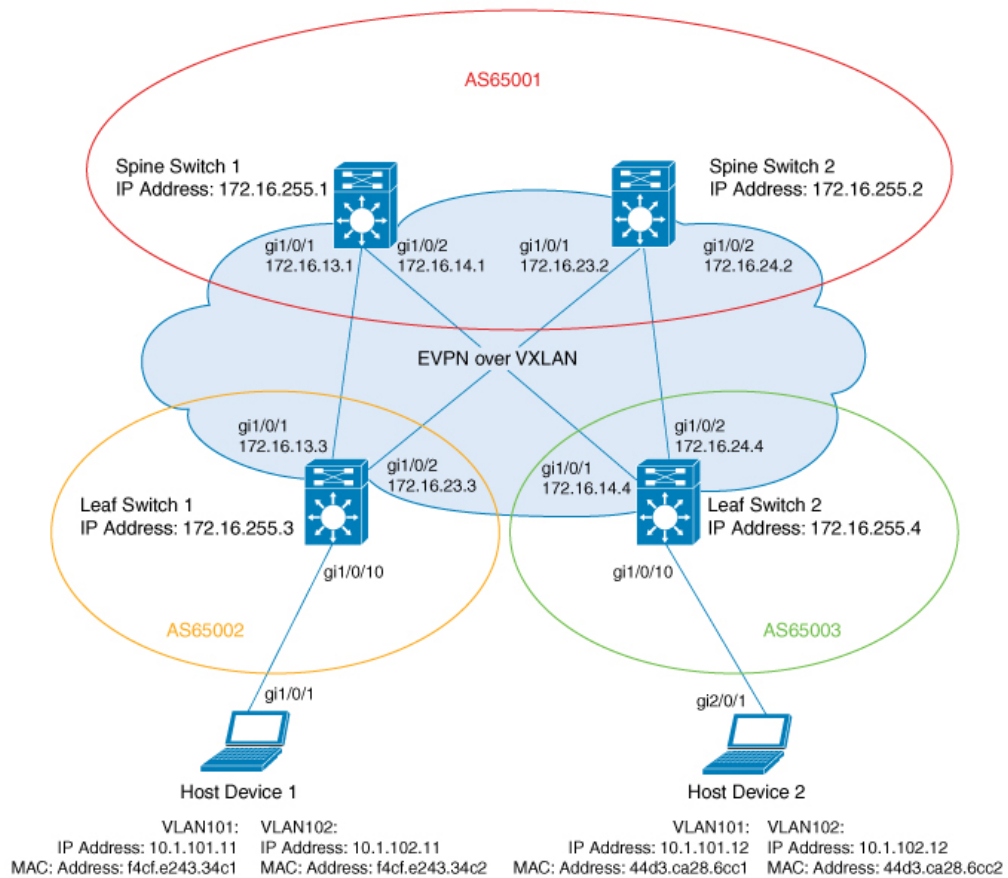 AS65001
Spine Switch 1
IP Address: 172.16.255.1
Spine Switch 2
IP Address: 172.16.255.2
gi1/0/1
172.16.13.1
gi1/0/2
172.16.14.1
gi1/0/1
172.16.23.2
gi1/0/2
172.16.24.2
EVPN over VXLAN
gi1/0/1
172.16.13.3
gi1/0/2
172.16.23.3
gi1/0/1
172.16.14.4
gi1/0/2
172.16.24.4
Leaf Switch 1
IP Address: 172.16.255.3
Leaf Switch 2
IP Address: 172.16.255.4
gi1/0/10
gi1/0/10
AS65002
AS65003
gi1/0/1
gi2/0/1
Host Device 1
Host Device 2
VLAN101:
IP Address: 10.1.101.11
MAC: Address: f4cf.e243.34c1
VLAN102:
IP Address: 10.1.102.11
MAC: Address: f4cf.e243.34c2
VLAN101:
IP Address: 10.1.101.12
MAC: Address: 44d3.ca28.6cc1
VLAN102:
IP Address: 10.1.102.12
MAC: Address: 44d3.ca28.6cc2